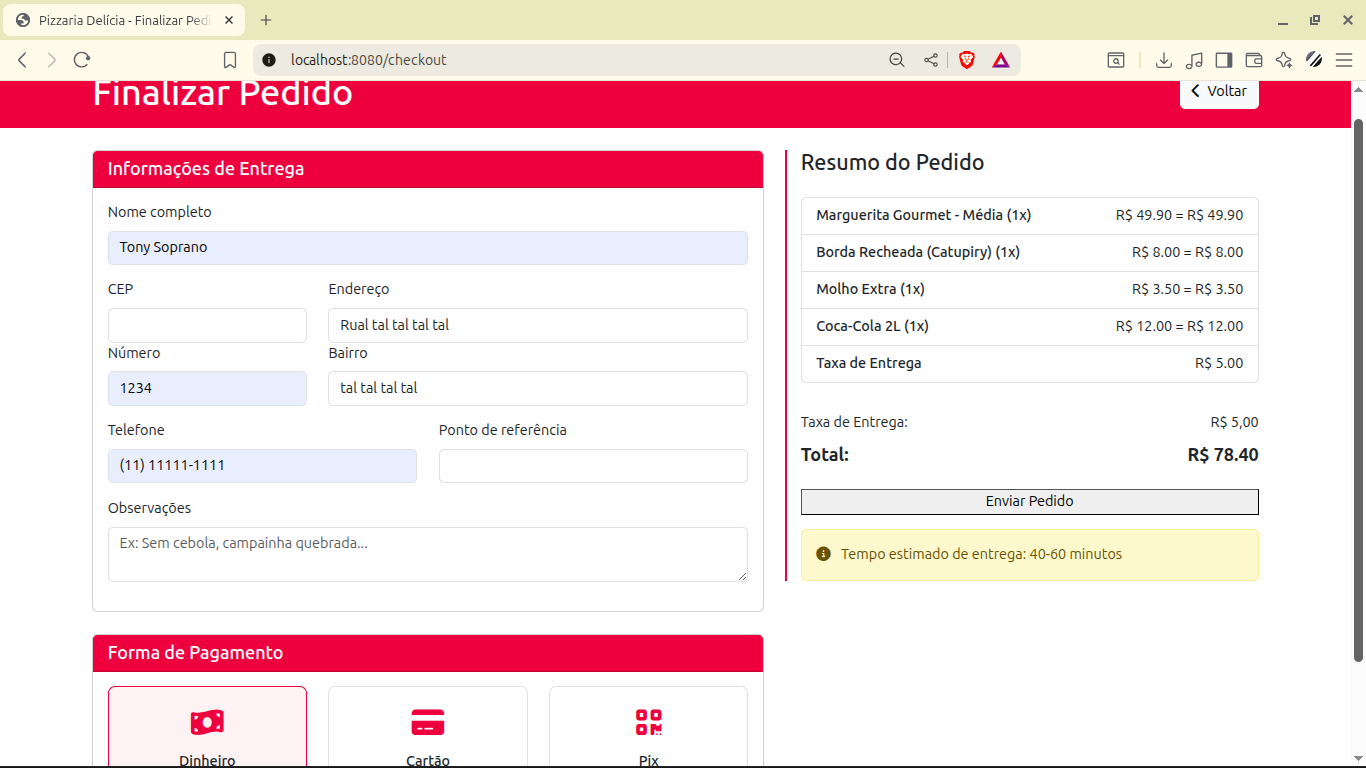 Pizzaria Delícia - Finalizar Pedi
localhost:8080/checkout
Finalizar Pedido
Voltar
Informações de Entrega
Nome completo
Tony Soprano
CEP
Endereço
Rual tal tal tal tal
Número
Bairro
1234
tal tal tal tal
Telefone
Ponto de referência
(11) 11111-1111
Observações
Ex: Sem cebola, campainha quebrada...
Forma de Pagamento
Dinheiro
Cartão
Pix
Resumo do Pedido
Marguerita Gourmet - Média (1x) R$ 49.90 = R$ 49.90
Borda Recheada (Catupiry) (1x) R$ 8.00 = R$ 8.00
Molho Extra (1x) R$ 3.50 = R$ 3.50
Coca-Cola 2L (1x) R$ 12.00 = R$ 12.00
Taxa de Entrega R$ 5.00
Taxa de Entrega: R$ 5,00
Total: R$ 78.40
Enviar Pedido
Tempo estimado de entrega: 40-60 minutos